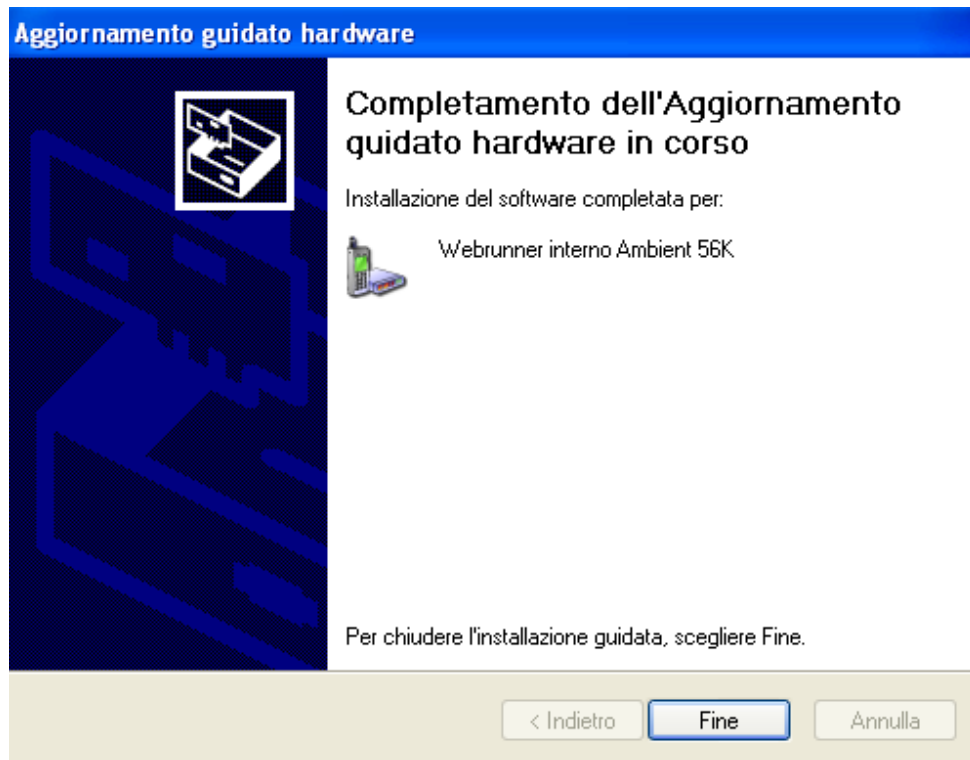 Aggiornamento guidato hardware
Completamento dell'Aggiornamento
guidato hardware in corso
Installazione del software completata per:
Webrunner interno Ambient 56K
Per chiudere l'installazione guidata, scegliere Fine.
< Indietro
Fine
Annulla